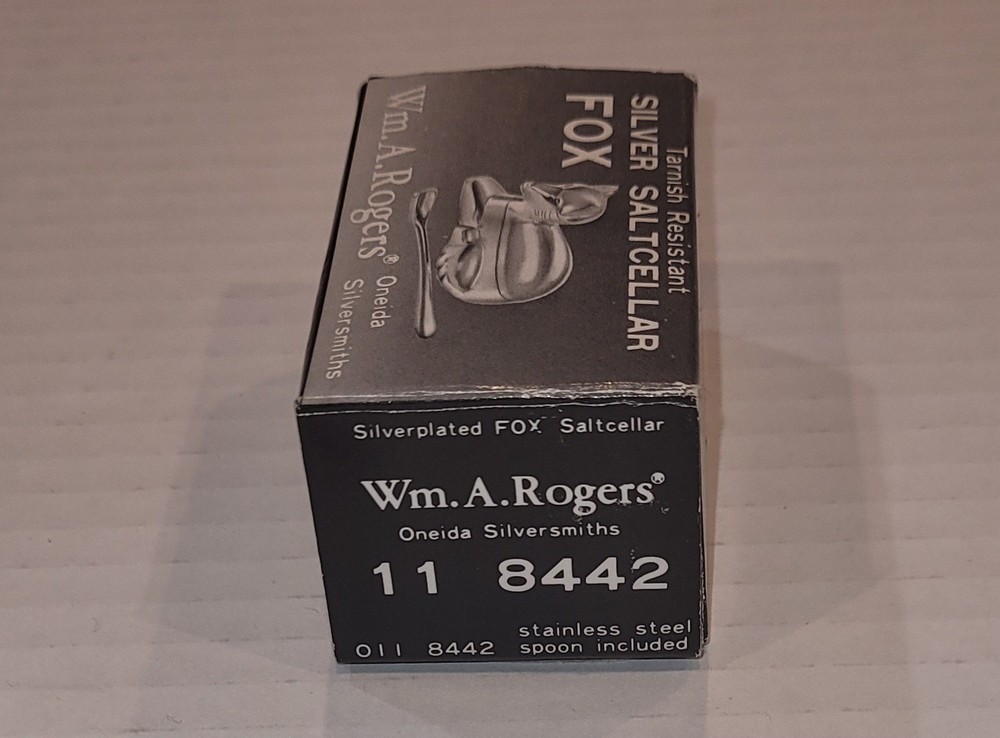 Tarnish Resistant
SILVER SALTCELLAR
FOX
Wm.A.Rogers® Oneida
Silversmiths
Silverplated FOX Saltcellar
Wm.A.Rogers®
Oneida Silversmiths
11 8442
stainless steel
011 8442 spoon included